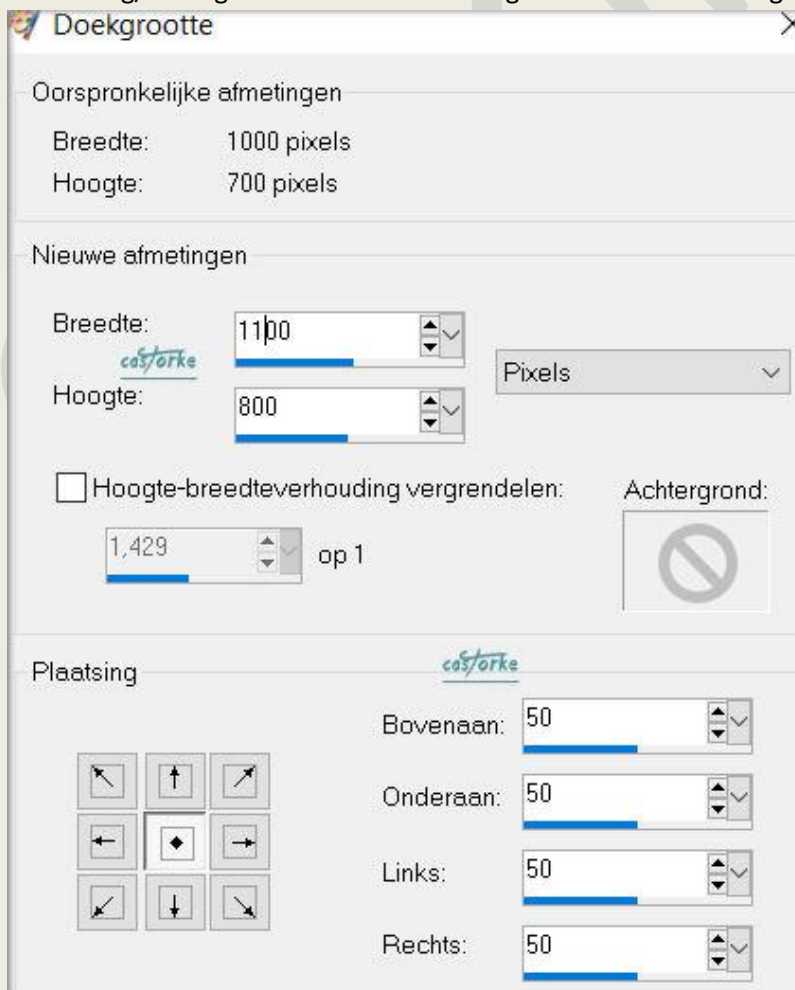 Doekgrootte
Oorspronkelijke afmetingen
Breedte: 1000 pixels
Hoogte: 700 pixels
Nieuwe afmetingen
Breedte: 1100
castorke
Pixels
Hoogte: 800
Hoogte-breedteverhouding vergrendelen: Achtergrond:
1,429 op 1
Plaatsing
castorke
Bovenaan: 50
Onderaan: 50
Links: 50
Rechts: 50